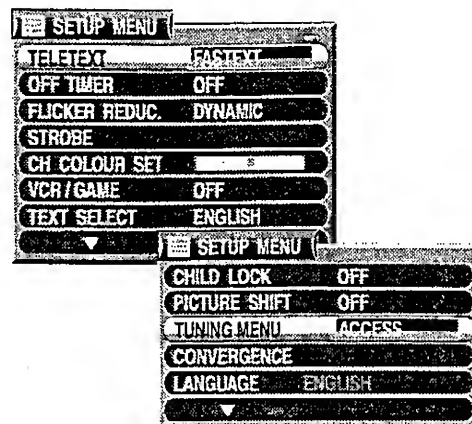 SETUP MENU
TELETEXT FASTEXT
OFF TIMER OFF
FLICKER REDUC. DYNAMIC
STROBE
CH COLOUR SET
VCR / GAME OFF
TEXT SELECT ENGLISH
SETUP MENU
CHILD LOCK OFF
PICTURE SHIFT OFF
TUNING MENU ACCESS
CONVERGENCE
LANGUAGE ENGLISH